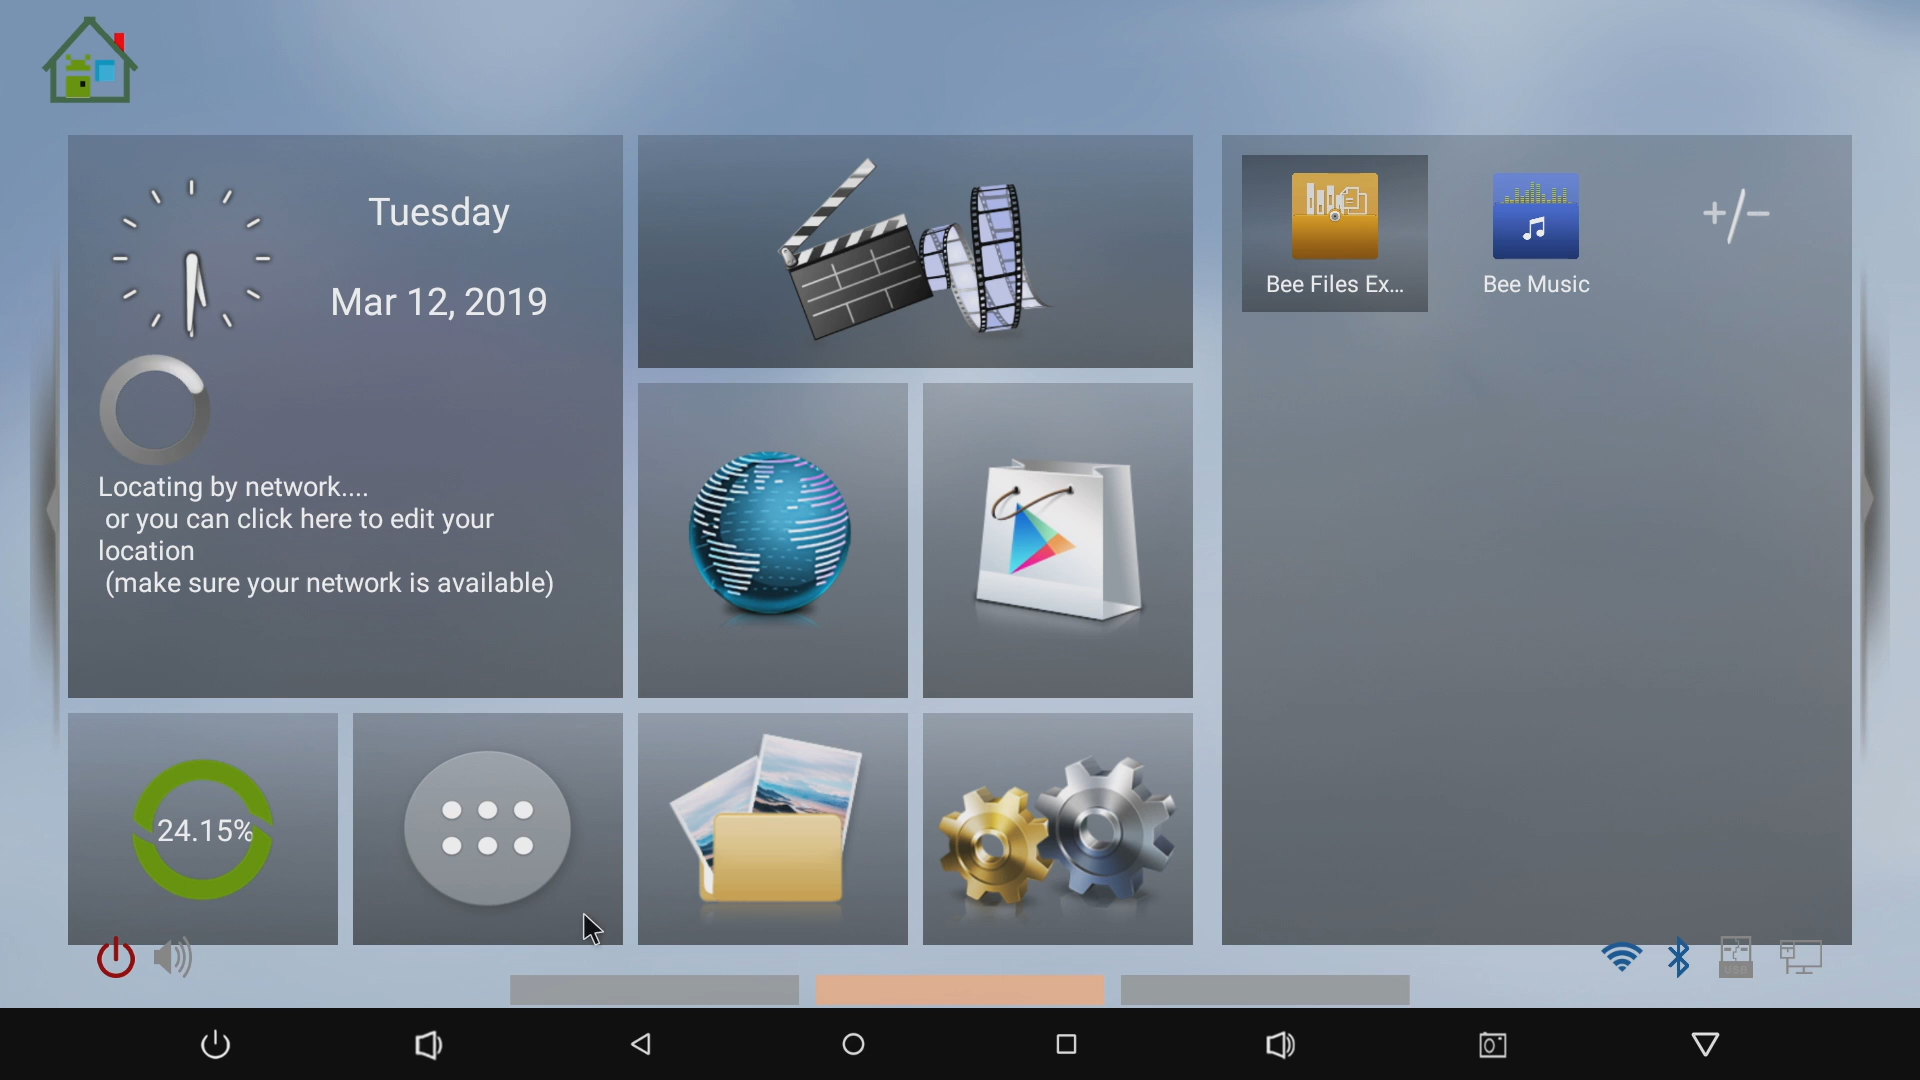 Tuesday
Mar 12, 2019
Locating by network....
or you can click here to edit your
location
(make sure your network is available)
24.15%
Bee Files Ex...
Bee Music
+/−
USB